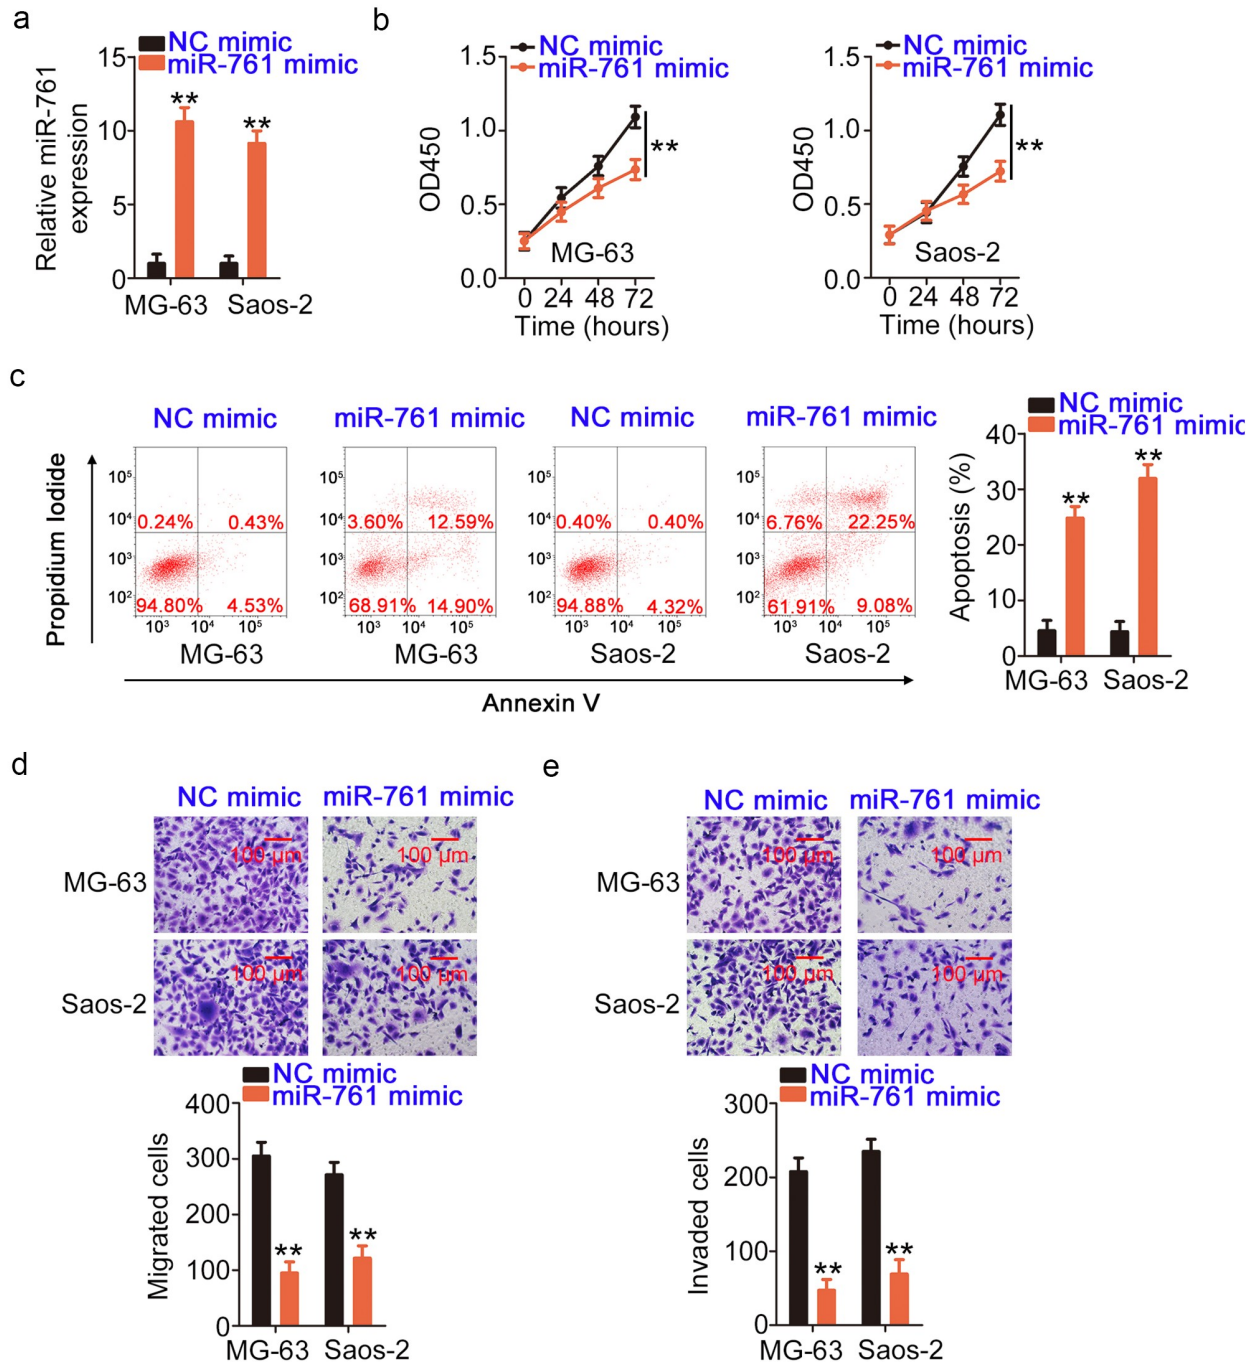 a
NC mimic
miR-761 mimic
Relative miR-761
expression
15
10
5
0
**
**
MG-63
Saos-2
b
NC mimic
miR-761 mimic
OD450
1.5
1.0
0.5
0.0
**
MG-63
0 24 48 72
Time (hours)
NC mimic
miR-761 mimic
OD450
1.5
1.0
0.5
0.0
**
Saos-2
0 24 48 72
Time (hours)
c
NC mimic
miR-761 mimic
NC mimic
miR-761 mimic
Propidium Iodide
10⁵
10⁴
10³
10²
0.24% 0.43%
94.80% 4.53%
10³ 10⁴ 10⁵
MG-63
10⁵
10⁴
10³
10²
3.60% 12.59%
68.91% 14.90%
10³ 10⁴ 10⁵
MG-63
10⁵
10⁴
10³
10²
0.40% 0.40%
94.88% 4.32%
10³ 10⁴ 10⁵
Saos-2
10⁵
10⁴
10³
10²
6.76% 22.25%
61.91% 9.08%
10³ 10⁴ 10⁵
Saos-2
Annexin V
NC mimic
miR-761 mimic
Apoptosis (%)
40
30
20
10
0
**
**
MG-63
Saos-2
d
NC mimic
miR-761 mimic
MG-63
100 µm
100 µm
Saos-2
100 µm
100 µm
NC mimic
miR-761 mimic
Migrated cells
400
300
200
100
0
**
**
MG-63
Saos-2
e
NC mimic
miR-761 mimic
MG-63
100 µm
100 µm
Saos-2
100 µm
100 µm
NC mimic
miR-761 mimic
Invaded cells
300
200
100
0
**
**
MG-63
Saos-2